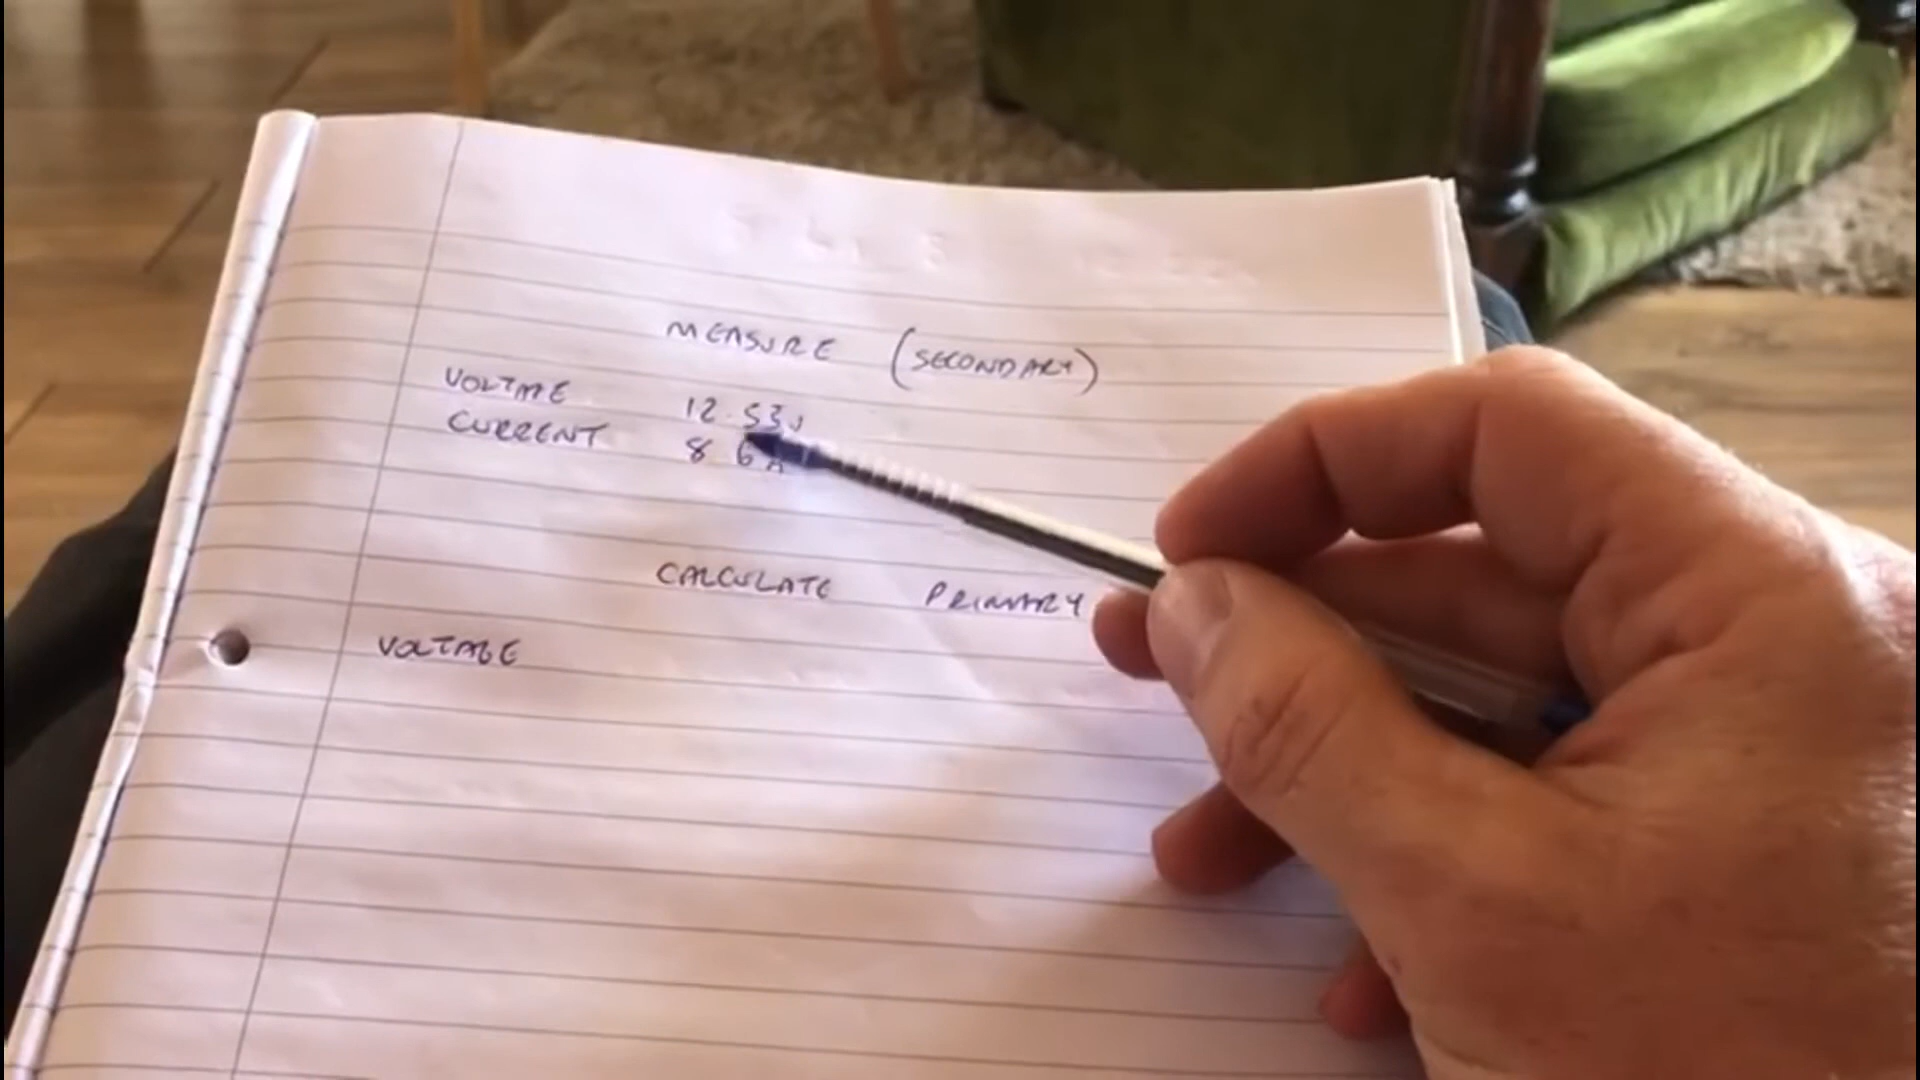 MEASURE (SECONDARY)
VOLTAGE 12.53v
CURRENT 8 6A
CALCULATE PRIMARY
VOLTAGE